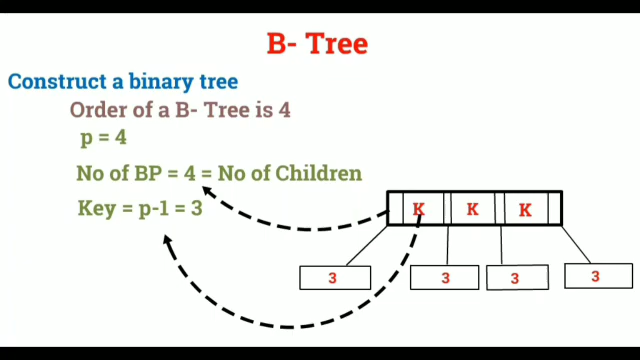 B- Tree
Construct a binary tree
Order of a B- Tree is 4
p = 4
No of BP = 4 = No of Children
Key = p-1 = 3
K K K
3 3 3 3